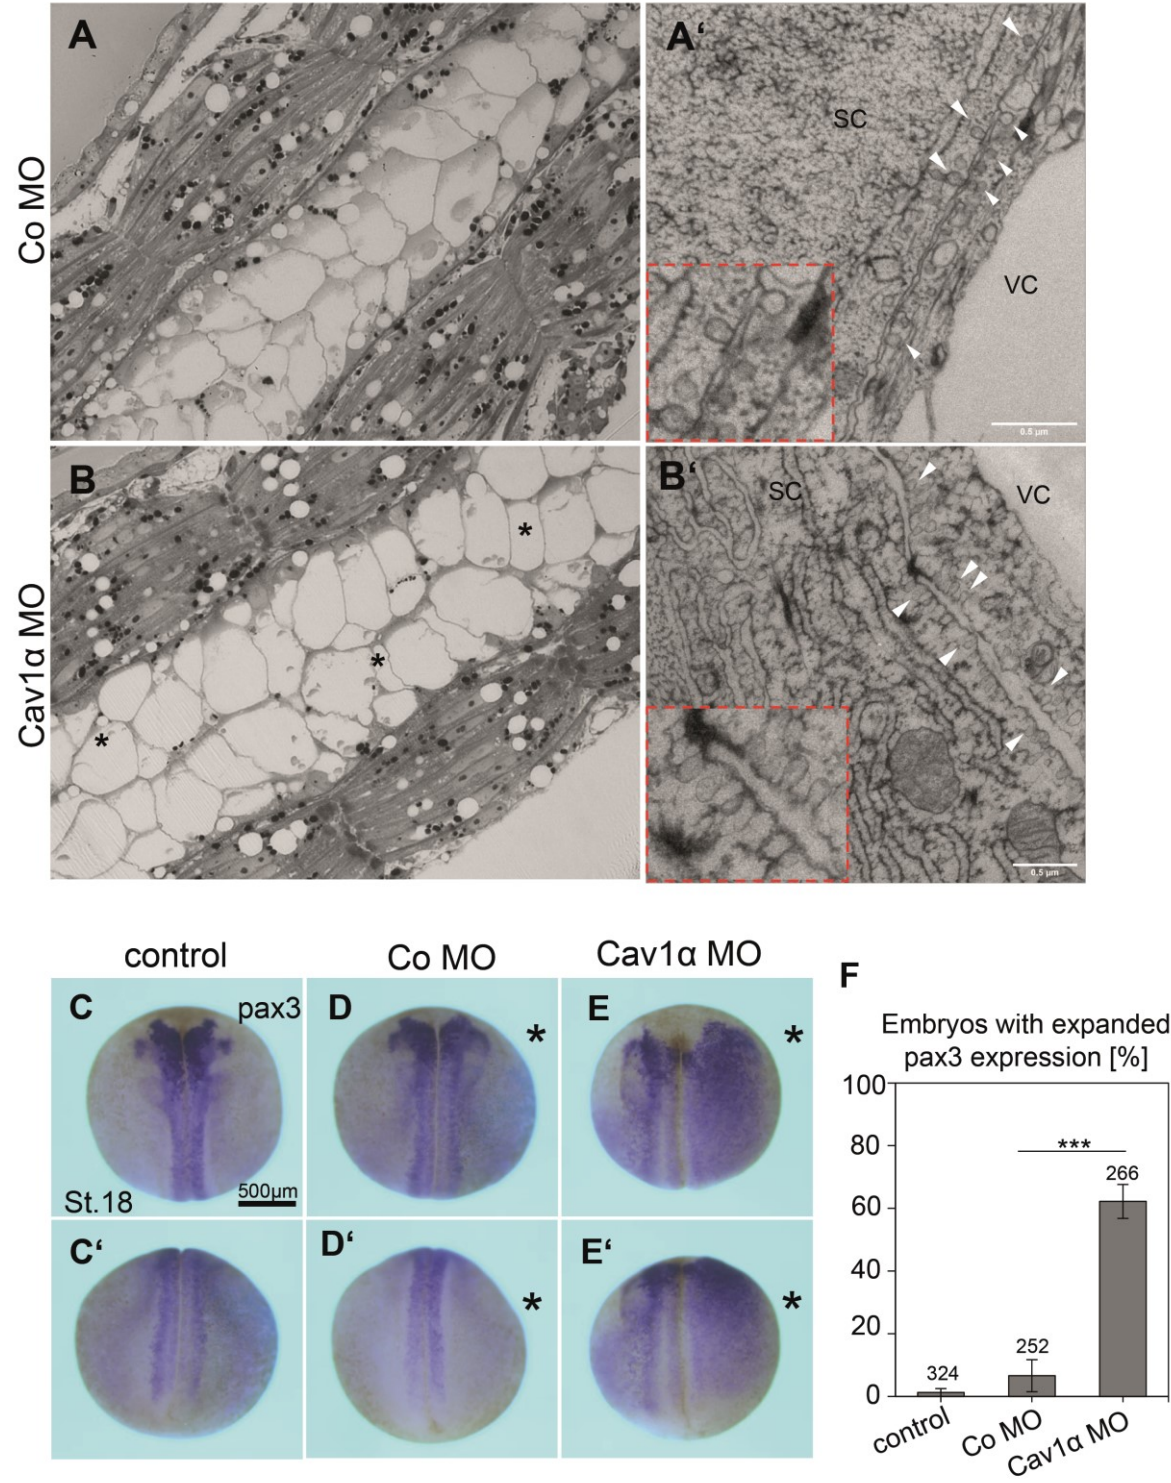 Co MO
A
A‘
SC
VC
0.5 µm
Cav1α MO
B
*
*
*
B‘
SC
VC
0.5 µm
control
Co MO
Cav1α MO
C
pax3
St.18
500µm
D
*
E
*
C‘
D‘
*
E‘
*
F
Embryos with expanded
pax3 expression [%]
100
80
60
40
20
0
***
324
252
266
control
Co MO
Cav1α MO